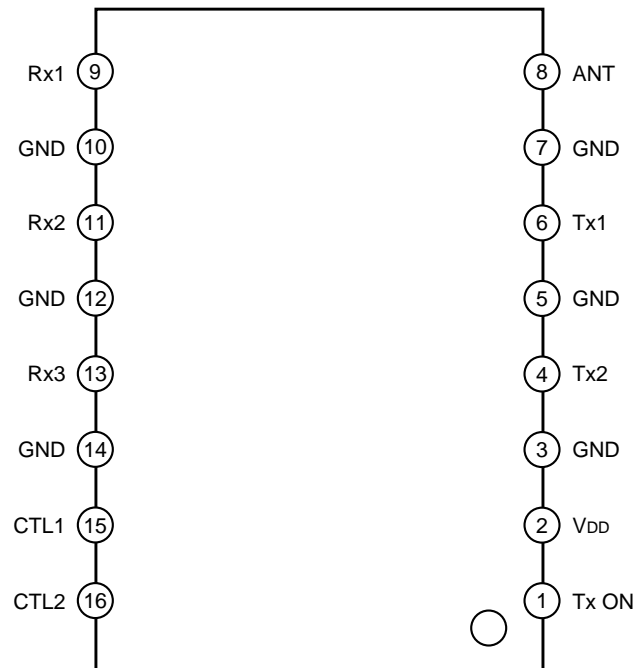 Rx1 9 8 ANT
GND 10 7 GND
Rx2 11 6 Tx1
GND 12 5 GND
Rx3 13 4 Tx2
GND 14 3 GND
CTL1 15 2 VDD
CTL2 16 1 Tx ON